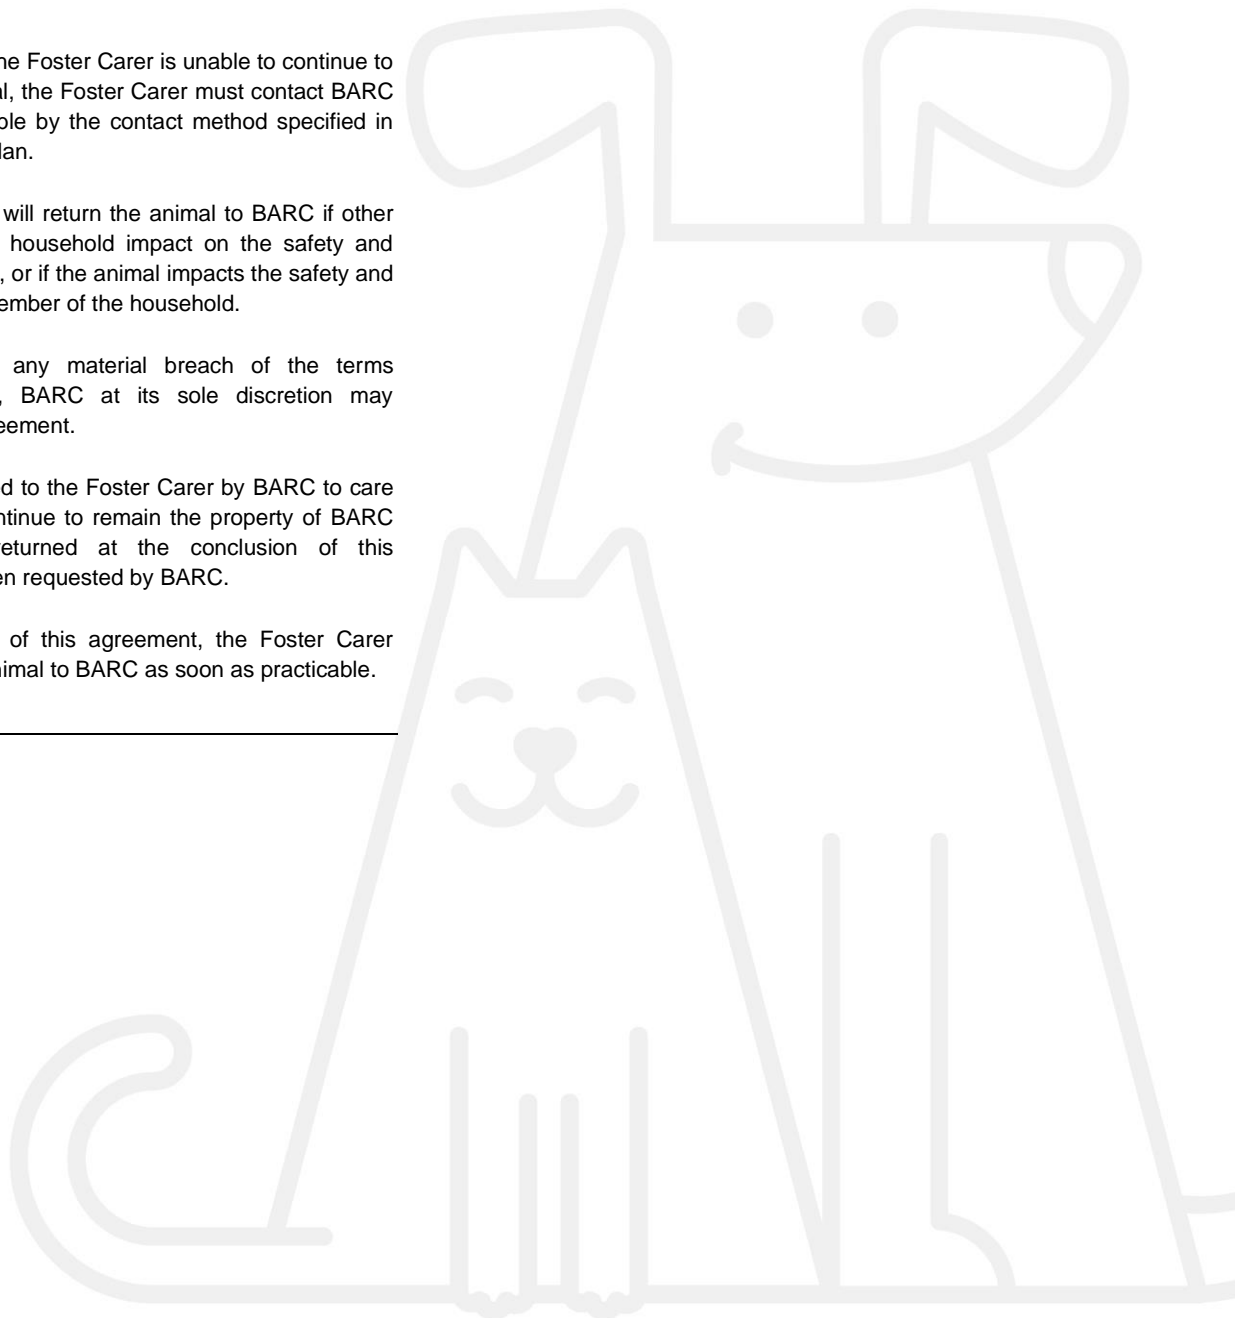 he Foster Carer is unable to continue to
al, the Foster Carer must contact BARC
ble by the contact method specified in
lan.
will return the animal to BARC if other
household impact on the safety and
, or if the animal impacts the safety and
ember of the household.
any material breach of the terms
, BARC at its sole discretion may
eement.
d to the Foster Carer by BARC to care
ntinue to remain the property of BARC
eturned at the conclusion of this
en requested by BARC.
of this agreement, the Foster Carer
nimal to BARC as soon as practicable.